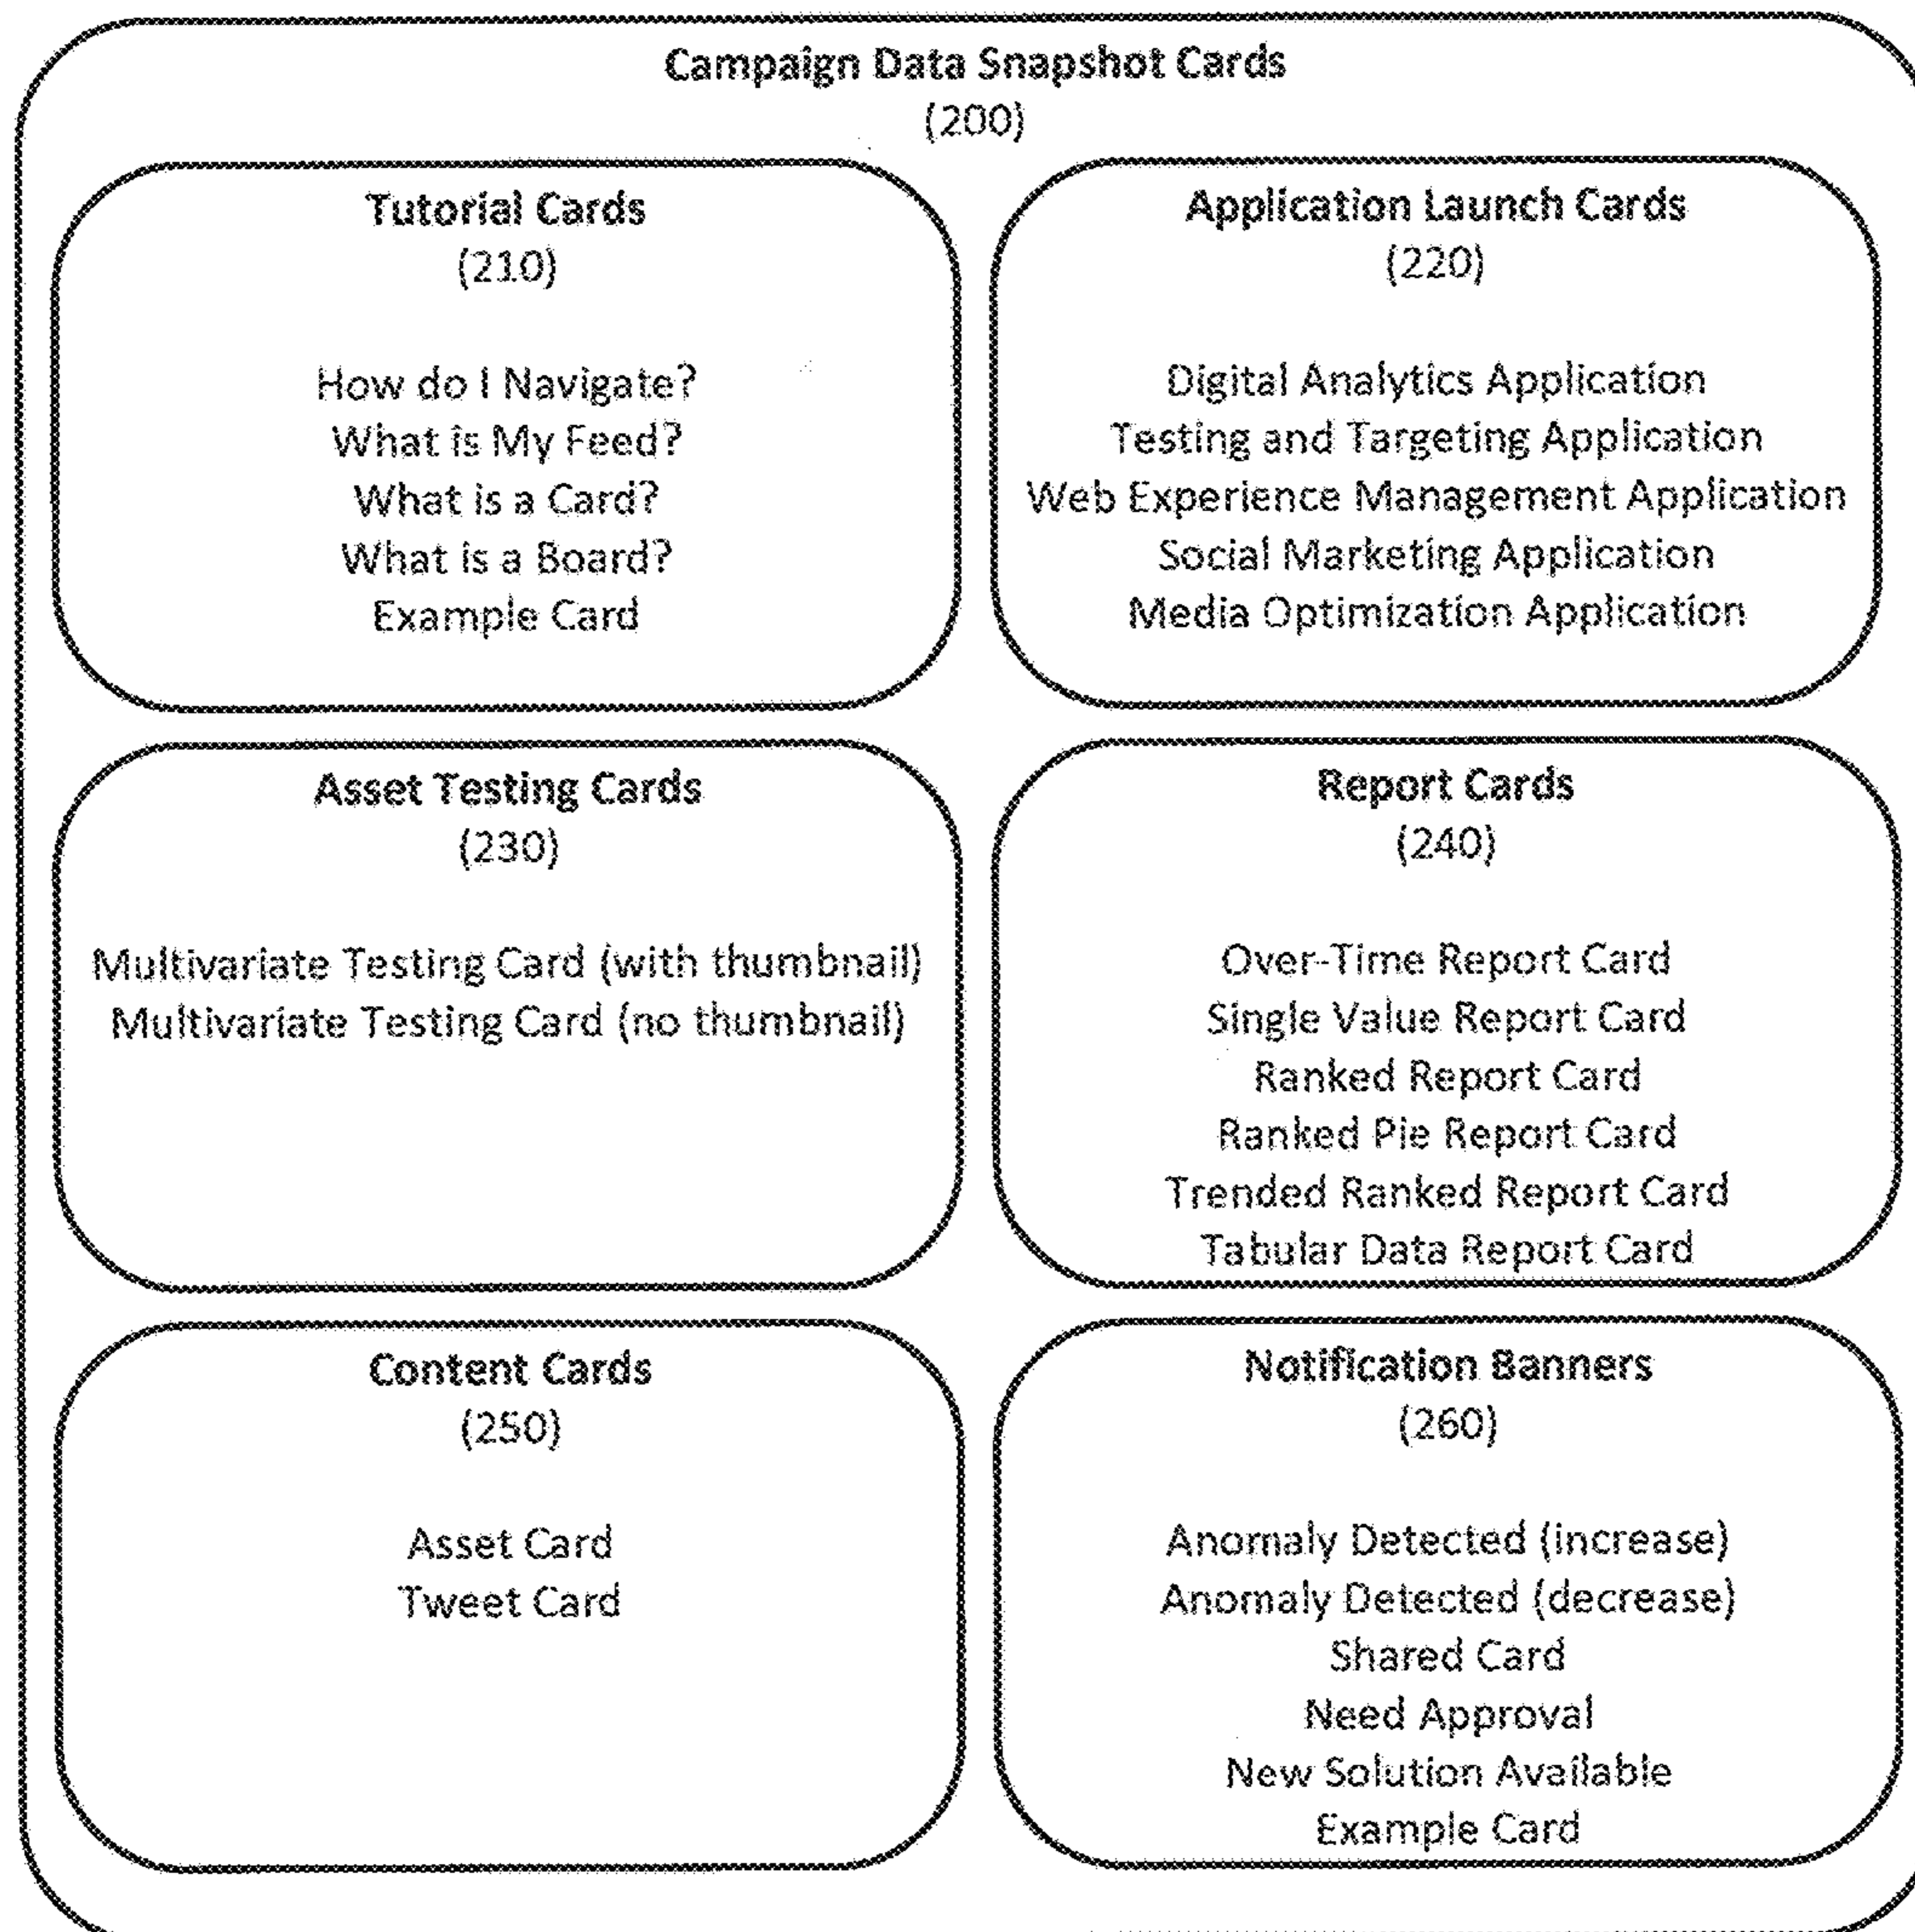 Campaign Data Snapshot Cards
(200)
Tutorial Cards
(210)
How do I Navigate?
What is My Feed?
What is a Card?
What is a Board?
Example Card
Application Launch Cards
(220)
Digital Analytics Application
Testing and Targeting Application
Web Experience Management Application
Social Marketing Application
Media Optimization Application
Asset Testing Cards
(230)
Multivariate Testing Card (with thumbnail)
Multivariate Testing Card (no thumbnail)
Report Cards
(240)
Over-Time Report Card
Single Value Report Card
Ranked Report Card
Ranked Pie Report Card
Trended Ranked Report Card
Tabular Data Report Card
Content Cards
(250)
Asset Card
Tweet Card
Notification Banners
(260)
Anomaly Detected (increase)
Anomaly Detected (decrease)
Shared Card
Need Approval
New Solution Available
Example Card